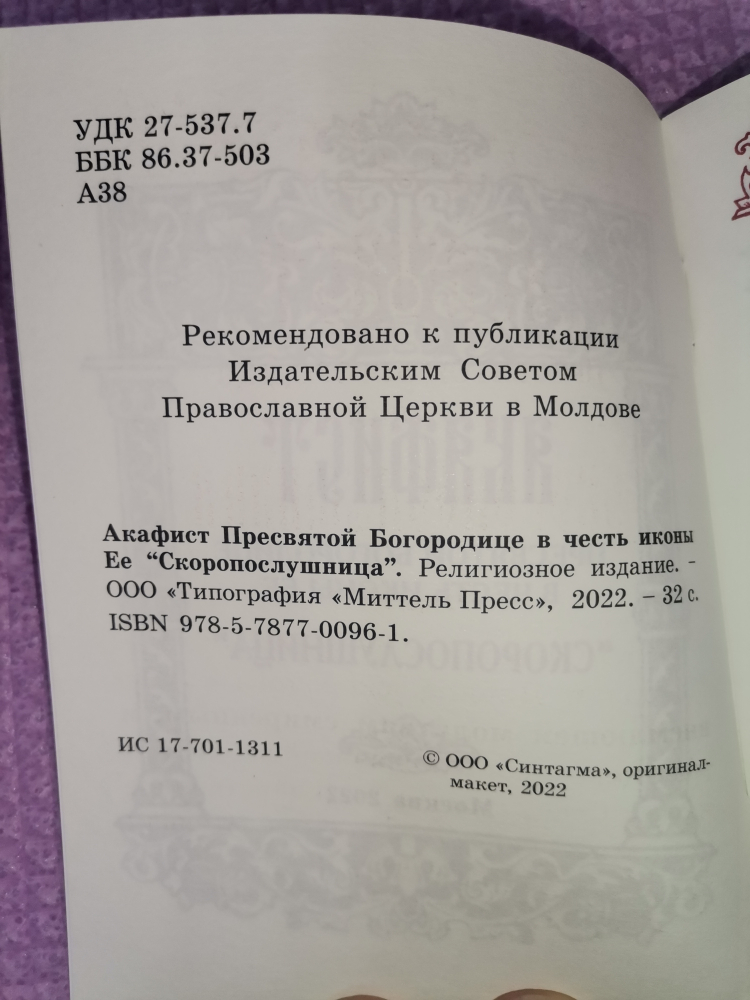 УДК 27-537.7
ББК 86.37-503
А38
Рекомендовано к публикации
Издательским Советом
Православной Церкви в Молдове
Акафист Пресвятой Богородице в честь иконы
Ее “Скоропослушница”. Религиозное издание. -
ООО «Типография «Миттель Пресс», 2022. – 32 с.
ISBN 978-5-7877-0096-1.
ИС 17-701-1311
© ООО «Синтагма», оригинал-
макет, 2022